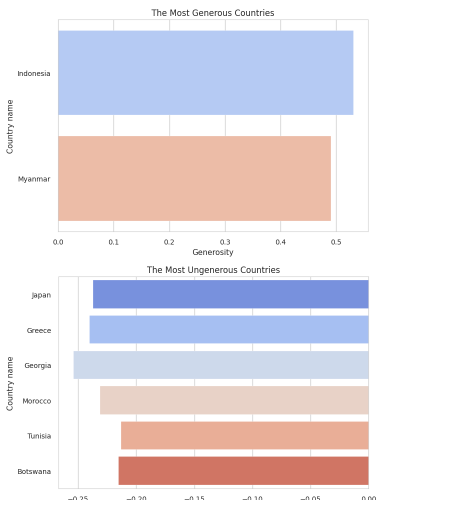 The Most Generous Countries
Country name
Indonesia
Myanmar
0.0 0.1 0.2 0.3 0.4 0.5
Generosity
The Most Ungenerous Countries
Country name
Japan
Greece
Georgia
Morocco
Tunisia
Botswana
−0.25 −0.20 −0.15 −0.10 −0.05 0.00